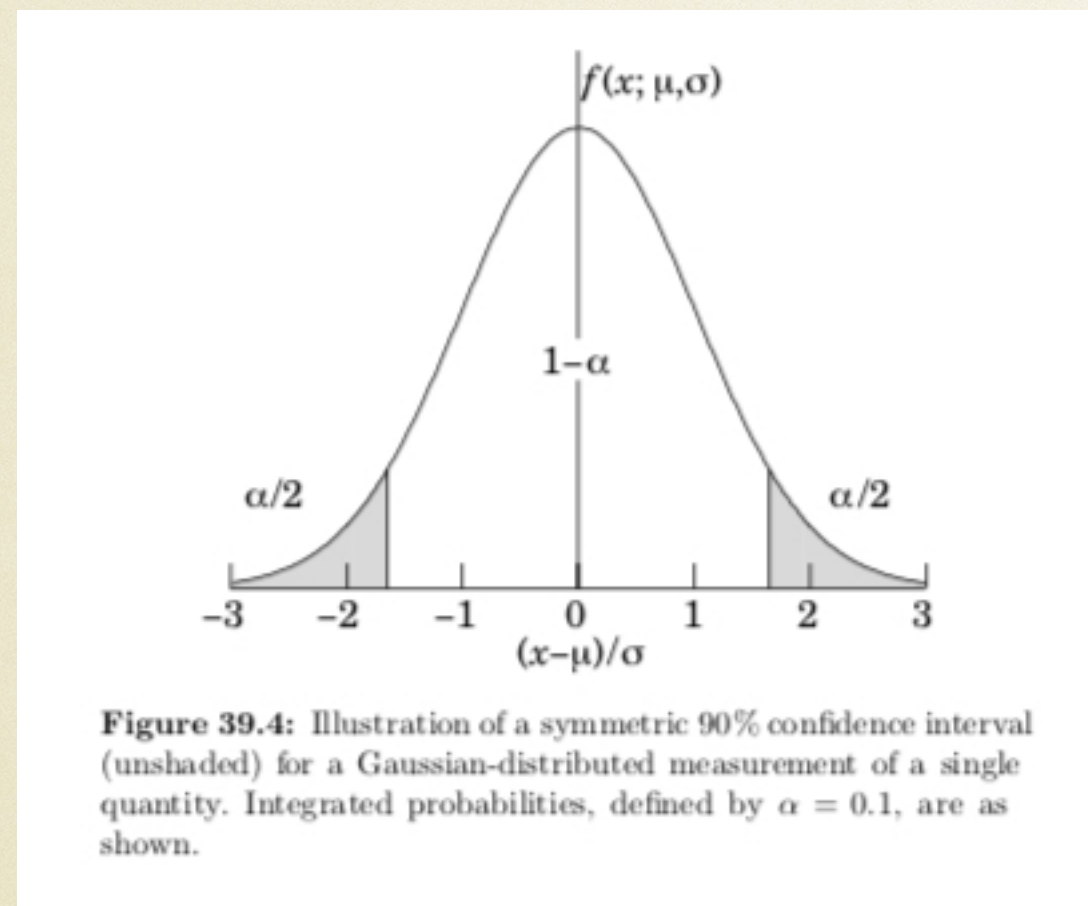 f(x; μ,σ)
1–α
α/2 α/2
–3 –2 –1 0 1 2 3
(x–μ)/σ
Figure 39.4: Illustration of a symmetric 90% confidence interval
(unshaded) for a Gaussian-distributed measurement of a single
quantity. Integrated probabilities, defined by α = 0.1, are as
shown.